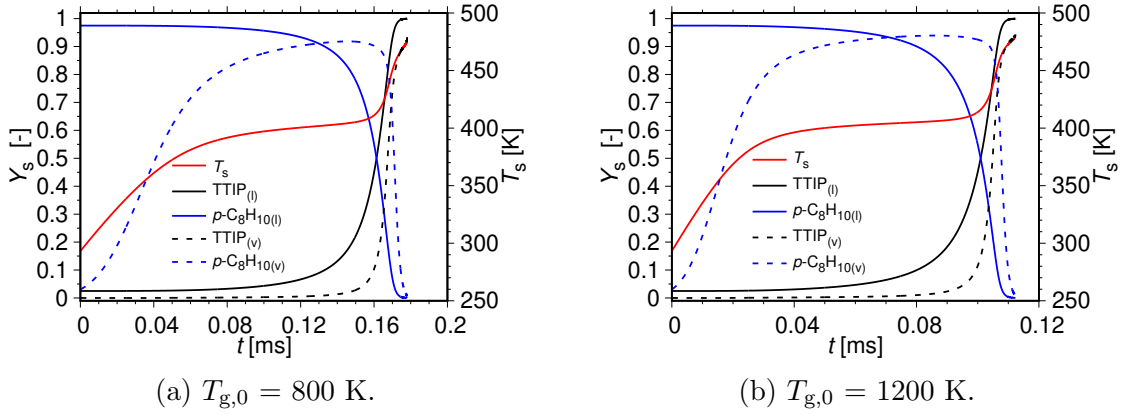 1
0.9
0.8
0.7
0.6
0.5
0.4
0.3
0.2
0.1
0
Y_s [-]
500
450
400
350
300
250
T_s [K]
T_s
TTIP_(l)
p-C_8H_10(l)
TTIP_(v)
p-C_8H_10(v)
0 0.04 0.08 0.12 0.16 0.2
t [ms]
(a) T_g,0 = 800 K.
1
0.9
0.8
0.7
0.6
0.5
0.4
0.3
0.2
0.1
0
Y_s [-]
500
450
400
350
300
250
T_s [K]
T_s
TTIP_(l)
p-C_8H_10(l)
TTIP_(v)
p-C_8H_10(v)
0 0.04 0.08 0.12
t [ms]
(b) T_g,0 = 1200 K.